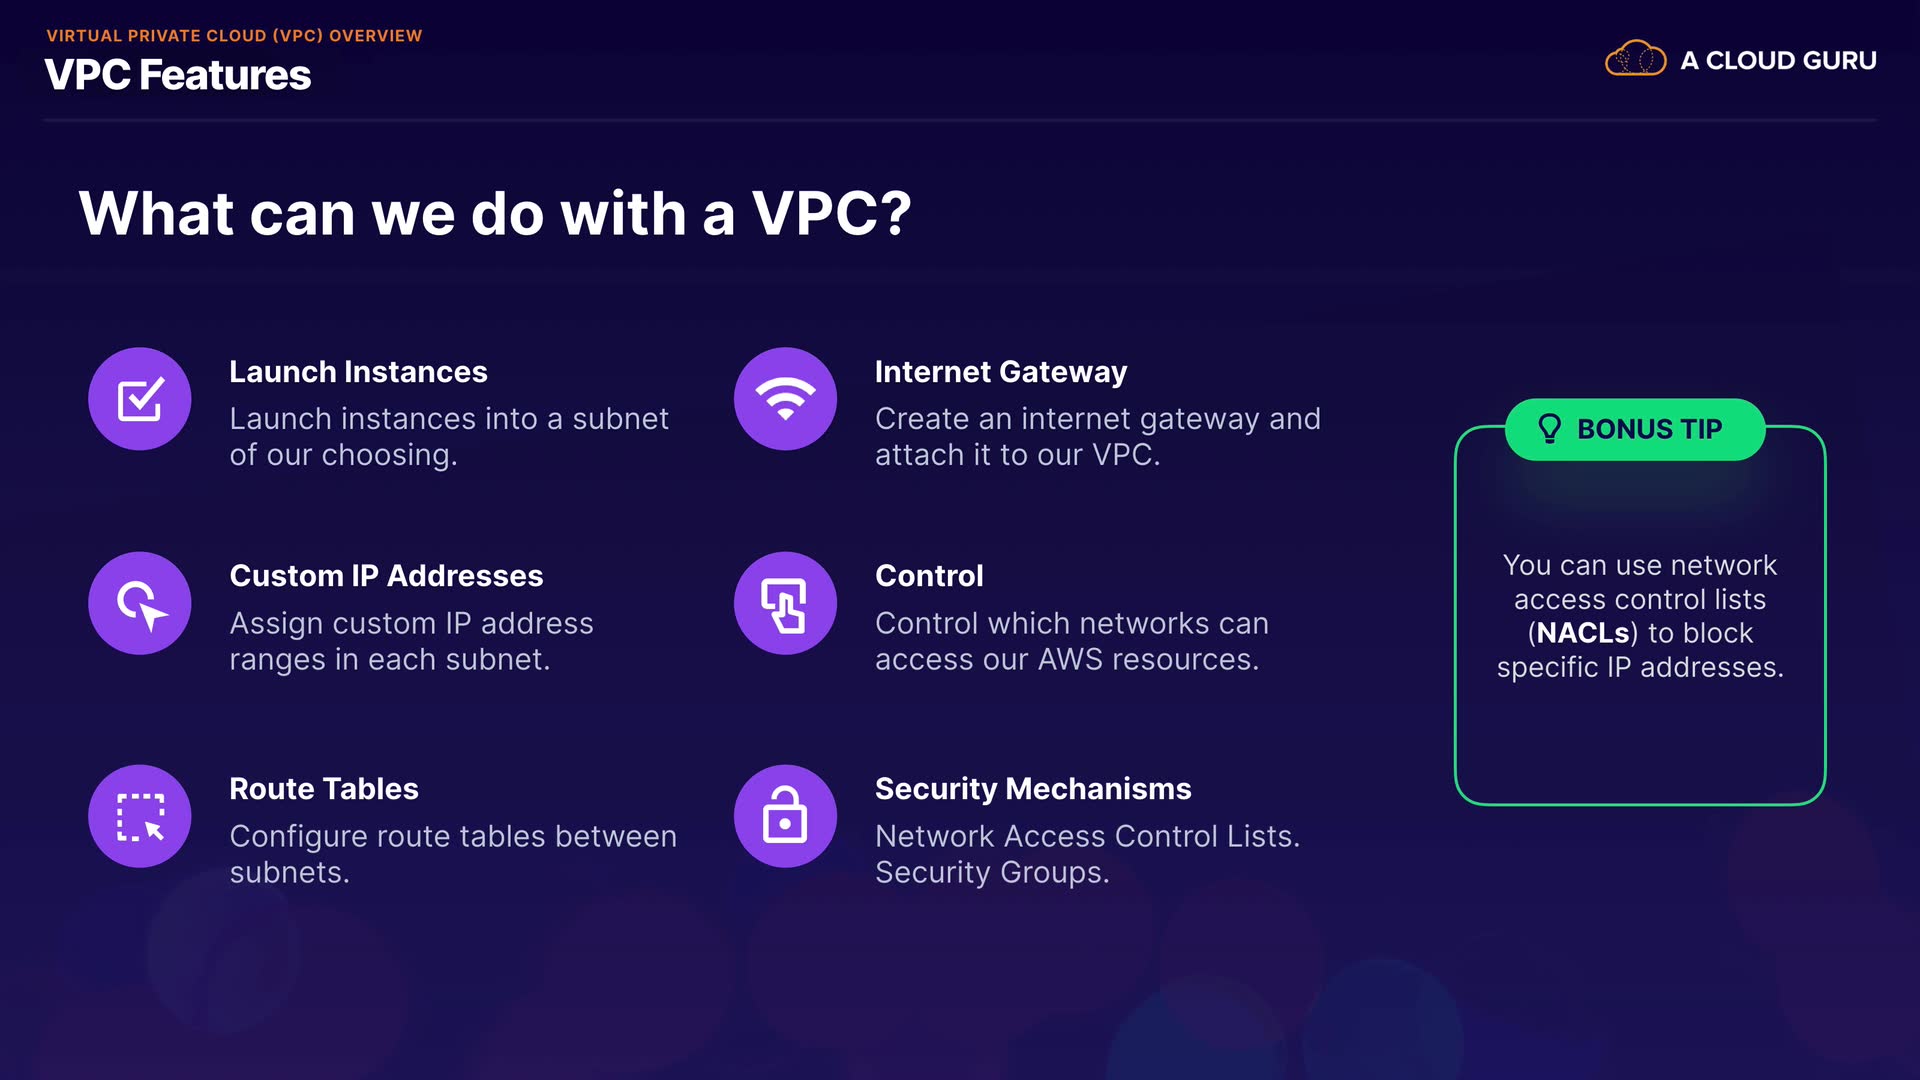 VIRTUAL PRIVATE CLOUD (VPC) OVERVIEW
VPC Features
A CLOUD GURU
What can we do with a VPC?
Launch Instances
Launch instances into a subnet
of our choosing.
Internet Gateway
Create an internet gateway and
attach it to our VPC.
Custom IP Addresses
Assign custom IP address
ranges in each subnet.
Control
Control which networks can
access our AWS resources.
Route Tables
Configure route tables between
subnets.
Security Mechanisms
Network Access Control Lists.
Security Groups.
BONUS TIP
You can use network
access control lists
(NACLs) to block
specific IP addresses.